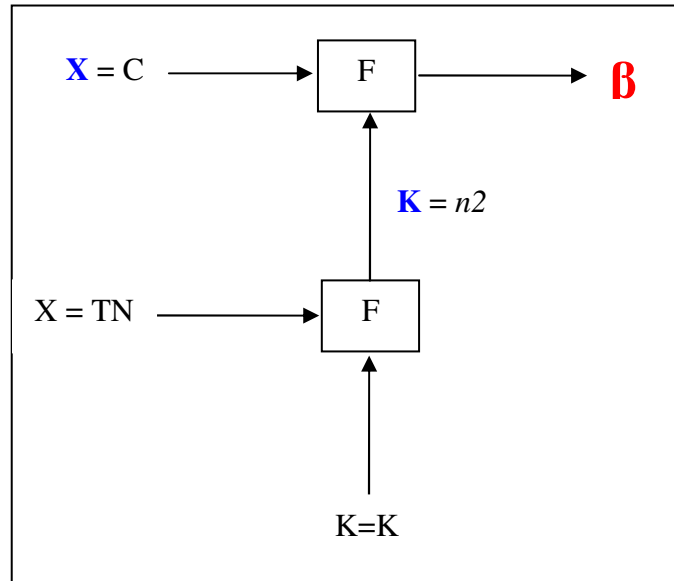 X = C
F
β
K = n2
X = TN
F
K=K